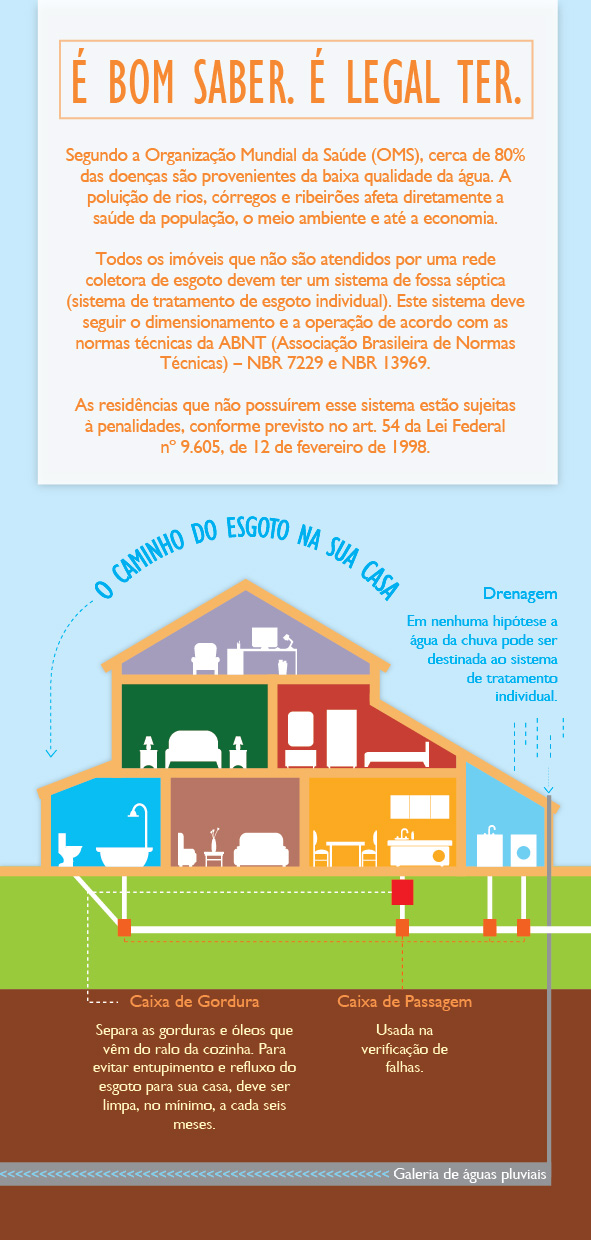 É BOM SABER. É LEGAL TER.
Segundo a Organização Mundial da Saúde (OMS), cerca de 80%
das doenças são provenientes da baixa qualidade da água. A
poluição de rios, córregos e ribeirões afeta diretamente a
saúde da população, o meio ambiente e até a economia.
Todos os imóveis que não são atendidos por uma rede
coletora de esgoto devem ter um sistema de fossa séptica
(sistema de tratamento de esgoto individual). Este sistema deve
seguir o dimensionamento e a operação de acordo com as
normas técnicas da ABNT (Associação Brasileira de Normas
Técnicas) – NBR 7229 e NBR 13969.
As residências que não possuírem esse sistema estão sujeitas
à penalidades, conforme previsto no art. 54 da Lei Federal
nº 9.605, de 12 de fevereiro de 1998.
O CAMINHO DO ESGOTO NA SUA CASA
Drenagem
Em nenhuma hipótese a
água da chuva pode ser
destinada ao sistema
de tratamento
individual.
Caixa de Gordura
Separa as gorduras e óleos que
vêm do ralo da cozinha. Para
evitar entupimento e refluxo do
esgoto para sua casa, deve ser
limpa, no mínimo, a cada seis
meses.
Caixa de Passagem
Usada na
verificação de
falhas.
Galeria de águas pluviais